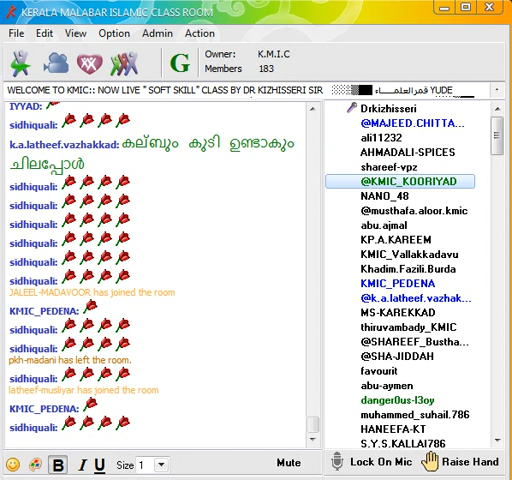 KERALA MALABAR ISLAMIC CLASS ROOM
File Edit View Option Admin Action
G Owner: K.M.I.C
Members 183
WELCOME TO KMIC:: NOW LIVE " SOFT SKILL" CLASS BY DR KIZHISSERI SIR قمرالعلمــــاء YUDE
IYYAD:
sidhiquali:
k.a.latheef.vazhakkad: കല്ബും കുടി ഉണ്ടാകും
ചിലപ്പോൾ
sidhiquali:
sidhiquali:
sidhiquali:
sidhiquali:
sidhiquali:
sidhiquali:
JALEEL-MADAVOOR has joined the room
KMIC_PEDENA:
sidhiquali:
sidhiquali:
pkh-madani has left the room.
sidhiquali:
latheef-musliyar has joined the room
KMIC_PEDENA:
sidhiquali:
Drkizhisseri
@MAJEED.CHITTA...
ali11232
AHMADALI-SPICES
shareef-vpz
@KMIC_KOORIYAD
NANO_48
@musthafa.aloor.kmic
abu.ajmal
KP.A.KAREEM
KMIC_Vallakkadavu
Khadim.Fazili.Burda
KMIC_PEDENA
@k.a.latheef.vazhak...
MS-KAREKKAD
thiruvambady_KMIC
@SHAREEF_Bustha...
@SHA-JIDDAH
favourit
abu-aymen
danger0us-l3oy
muhammed_suhail.786
HANEEFA-KT
S.Y.S.KALLAI786
B I U Size 1 Mute
Lock On Mic Raise Hand